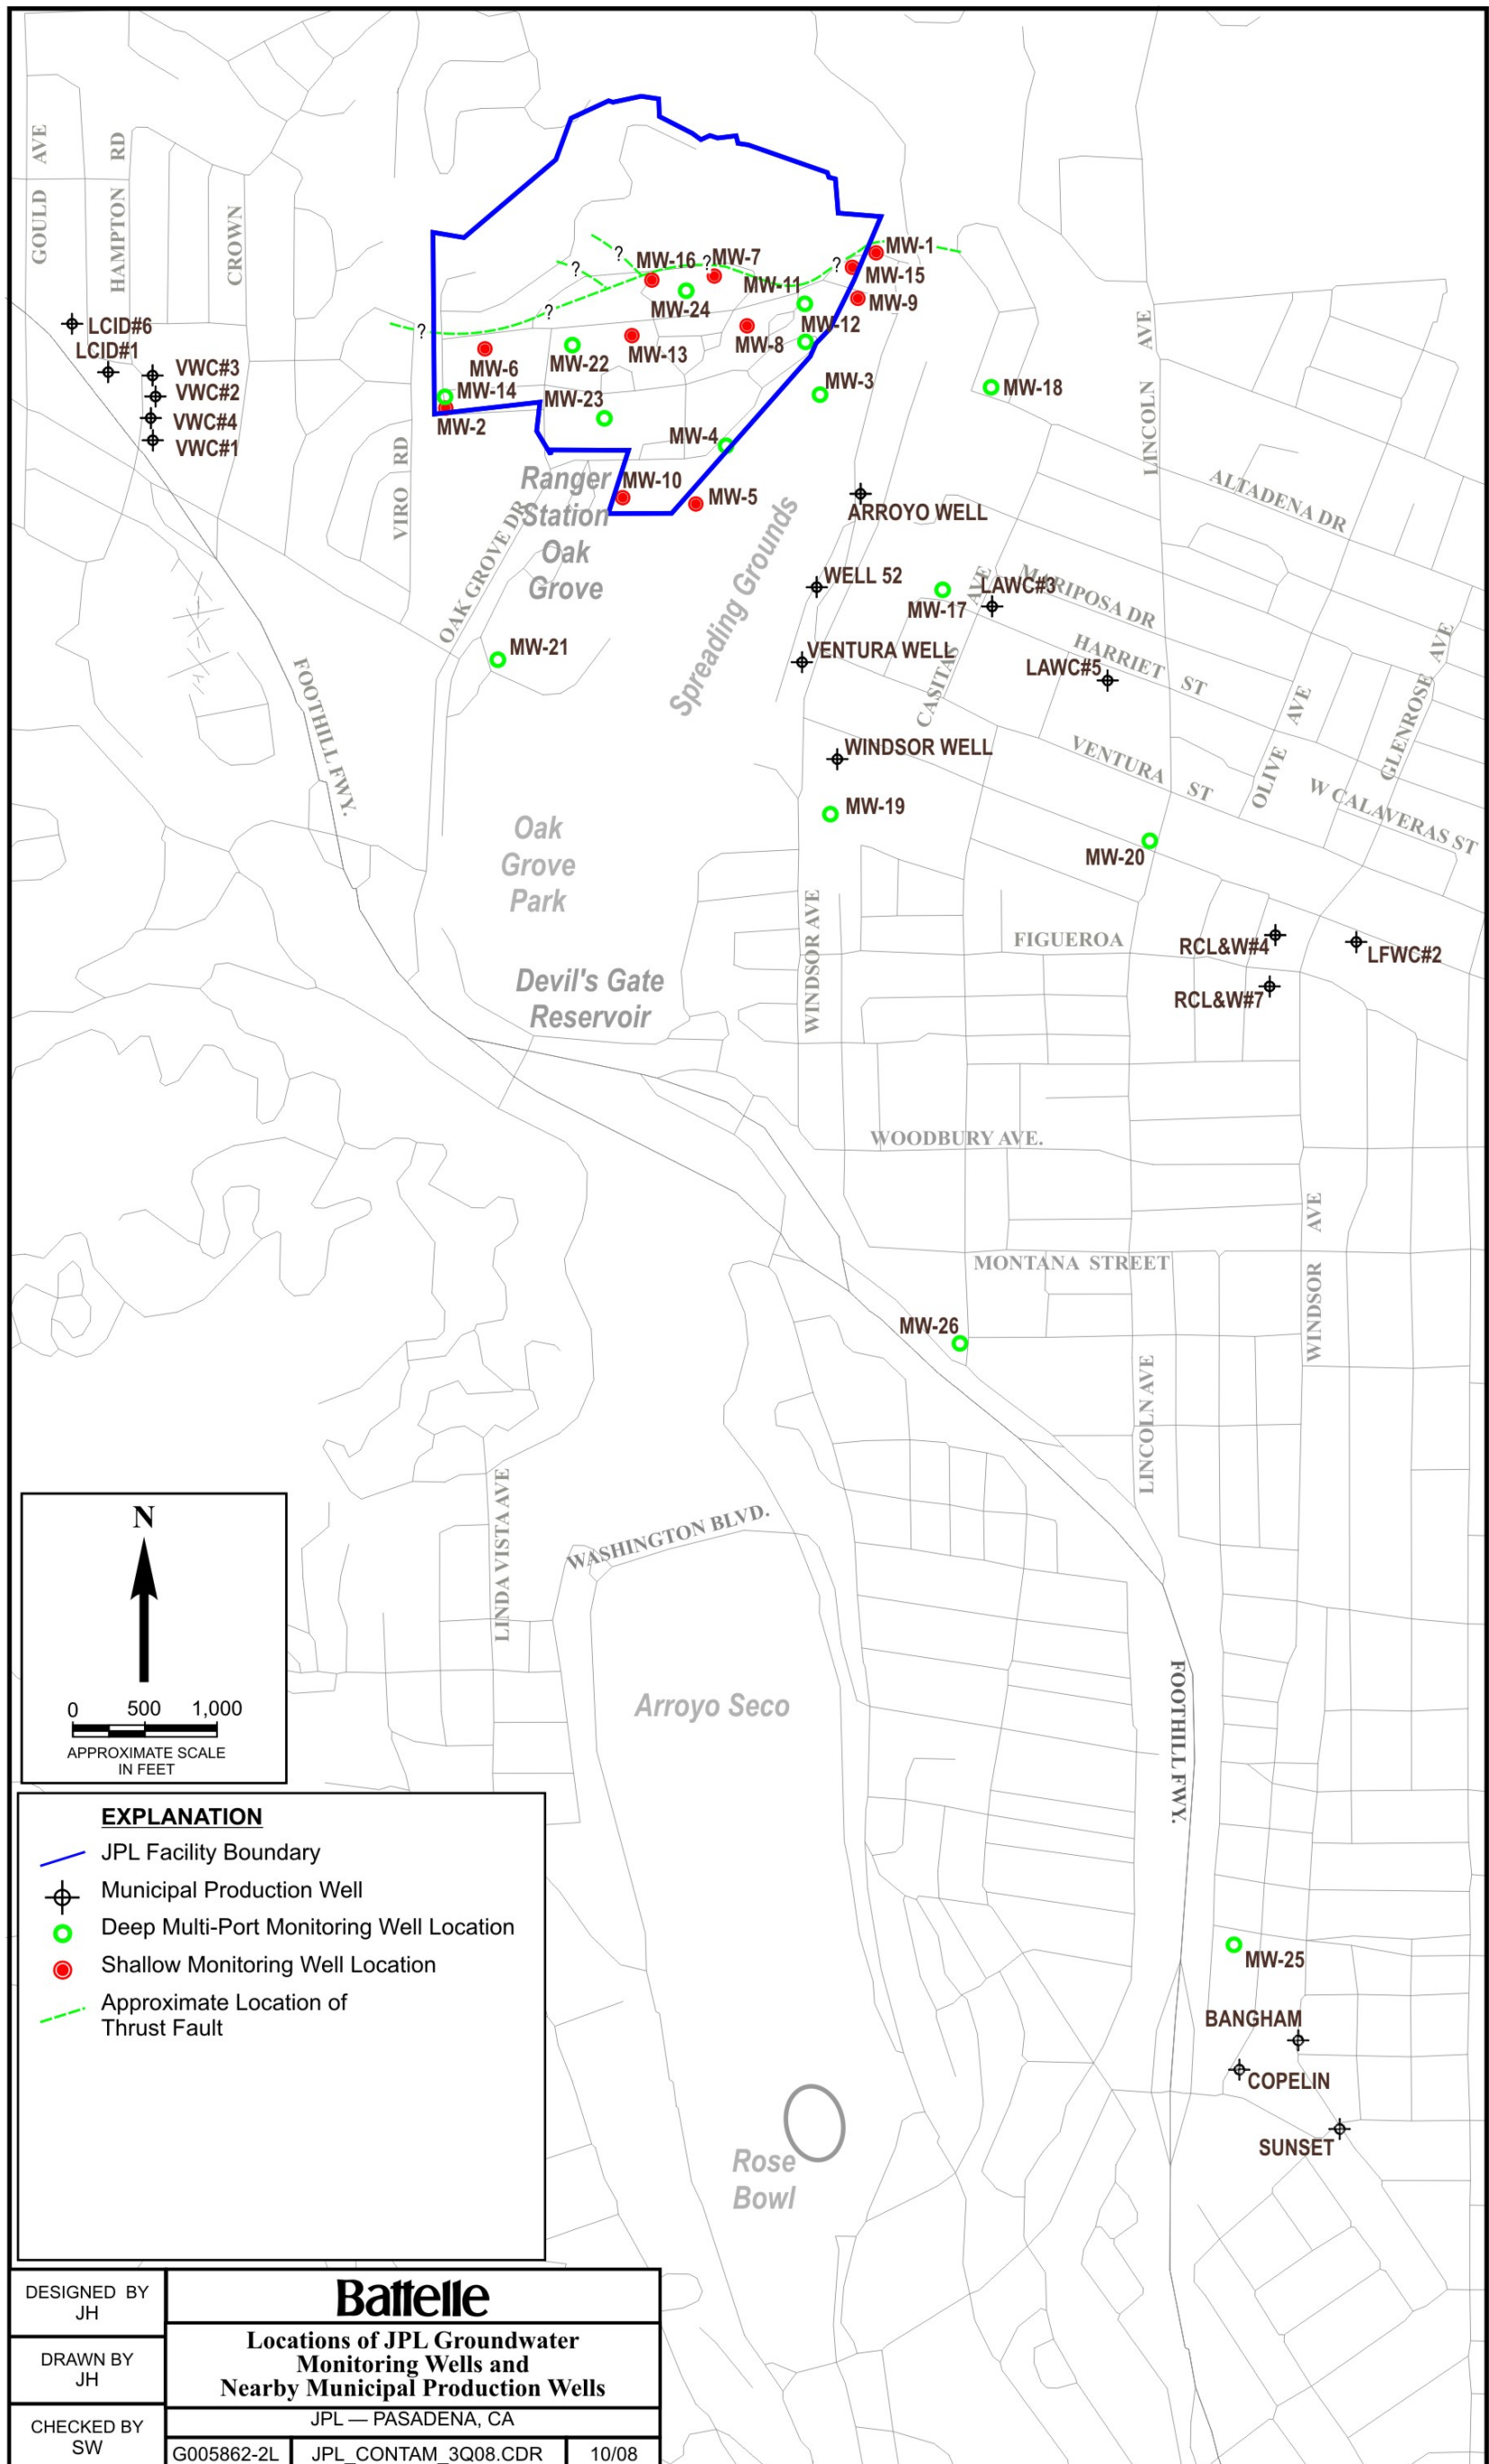 GOULD AVE
HAMPTON RD
CROWN
LCID#6
LCID#1
VWC#3
VWC#2
VWC#4
VWC#1
VIRO RD
MW-16
MW-7
MW-1
MW-15
MW-11
MW-9
MW-24
MW-12
MW-8
MW-13
MW-6
MW-22
MW-14
MW-23
MW-3
MW-18
MW-2
MW-4
MW-10
MW-5
?
?
?
?
?
?
Ranger
Station
Oak
Grove
OAK GROVE DR
Spreading Grounds
ARROYO WELL
WELL 52
MW-17
LAWC#3
VENTURA WELL
LAWC#5
WINDSOR WELL
MW-19
MW-20
MW-21
LINCOLN AVE
ALTADENA DR
MARIPOSA DR
HARRIET ST
CASITAS AVE
VENTURA ST
OLIVE AVE
GLENROSE AVE
W CALAVERAS ST
FOOTHILL FWY.
Oak
Grove
Park
Devil's Gate
Reservoir
WINDSOR AVE
FIGUEROA
RCL&W#4
LFWC#2
RCL&W#7
WOODBURY AVE.
MONTANA STREET
WINDSOR AVE
MW-26
LINCOLN AVE
LINDA VISTA AVE
WASHINGTON BLVD.
Arroyo Seco
FOOTHILL FWY.
MW-25
BANGHAM
COPELIN
SUNSET
Rose
Bowl
N
0 500 1,000
APPROXIMATE SCALE
IN FEET
EXPLANATION
JPL Facility Boundary
Municipal Production Well
Deep Multi-Port Monitoring Well Location
Shallow Monitoring Well Location
Approximate Location of
Thrust Fault
DESIGNED BY
JH
DRAWN BY
JH
CHECKED BY
SW
Battelle
Locations of JPL Groundwater
Monitoring Wells and
Nearby Municipal Production Wells
JPL — PASADENA, CA
G005862-2L JPL_CONTAM_3Q08.CDR 10/08